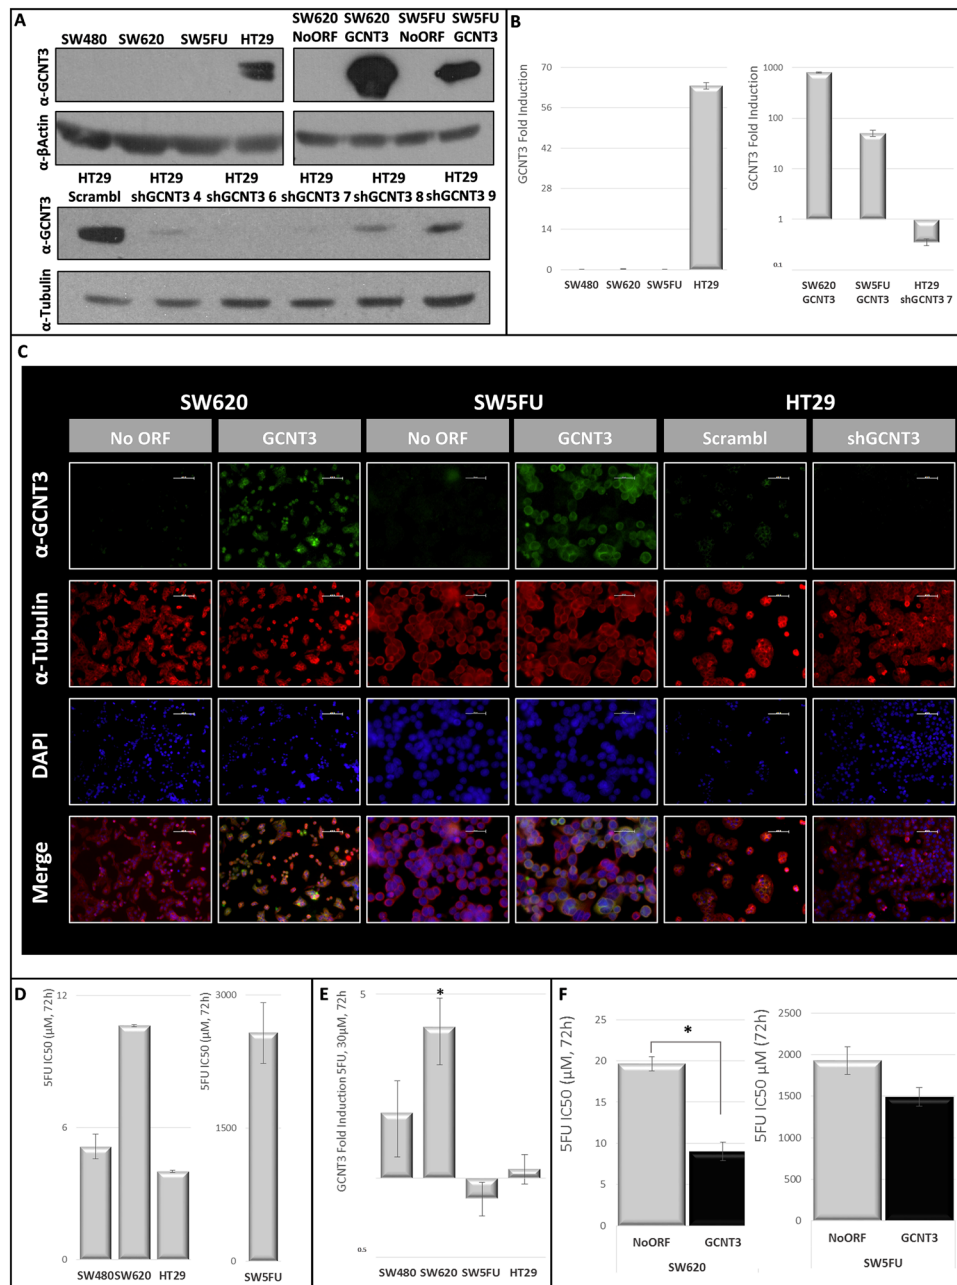 A
SW480 SW620 SW5FU HT29
SW620 SW620 SW5FU SW5FU
NoORF GCNT3 NoORF GCNT3
α-GCNT3
α-βActin
HT29 HT29 HT29 HT29 HT29 HT29
Scrambl shGCNT3 4 shGCNT3 6 shGCNT3 7 shGCNT3 8 shGCNT3 9
α-GCNT3
α-Tubulin
B
GCNT3 Fold Induction
70
56
42
28
14
0
SW480 SW620 SW5FU HT29
GCNT3 Fold Induction
1000
100
10
1
0.1
SW620 SW5FU HT29
GCNT3 GCNT3 shGCNT3 7
C
SW620 SW5FU HT29
No ORF GCNT3 No ORF GCNT3 Scrambl shGCNT3
α-GCNT3
α-Tubulin
DAPI
Merge
D
5FU IC50 (µM, 72h)
12
6
0
SW480 SW620 HT29
5FU IC50 (µM, 72h)
3000
1500
0
SW5FU
E
GCNT3 Fold Induction 5FU, 30µM, 72h
5
0.5
*
SW480 SW620 SW5FU HT29
F
5FU IC50 (µM, 72h)
25
20
15
10
5
0
*
NoORF GCNT3
SW620
5FU IC50 µM (72h)
2500
2000
1500
1000
500
0
NoORF GCNT3
SW5FU